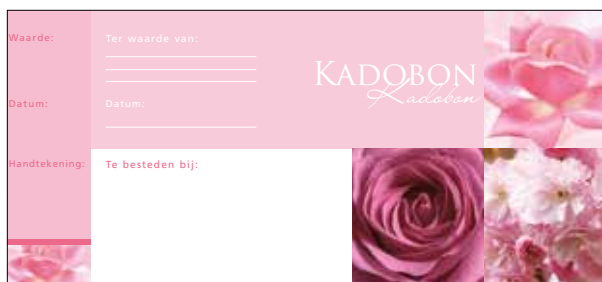 Waarde:
Datum:
Handtekening:
Ter waarde van:
Datum:
Te besteden bij:
KADOBON
Kadobon